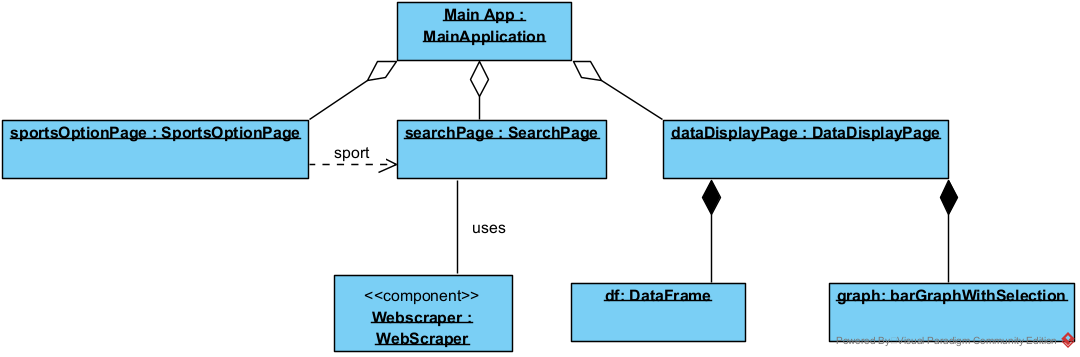 Main App :
MainApplication
sportsOptionPage : SportsOptionPage
searchPage : SearchPage
dataDisplayPage : DataDisplayPage
sport
uses
<<component>>
Webscraper :
WebScraper
df: DataFrame
graph: barGraphWithSelection
Powered By: Visual Paradigm Community Edition